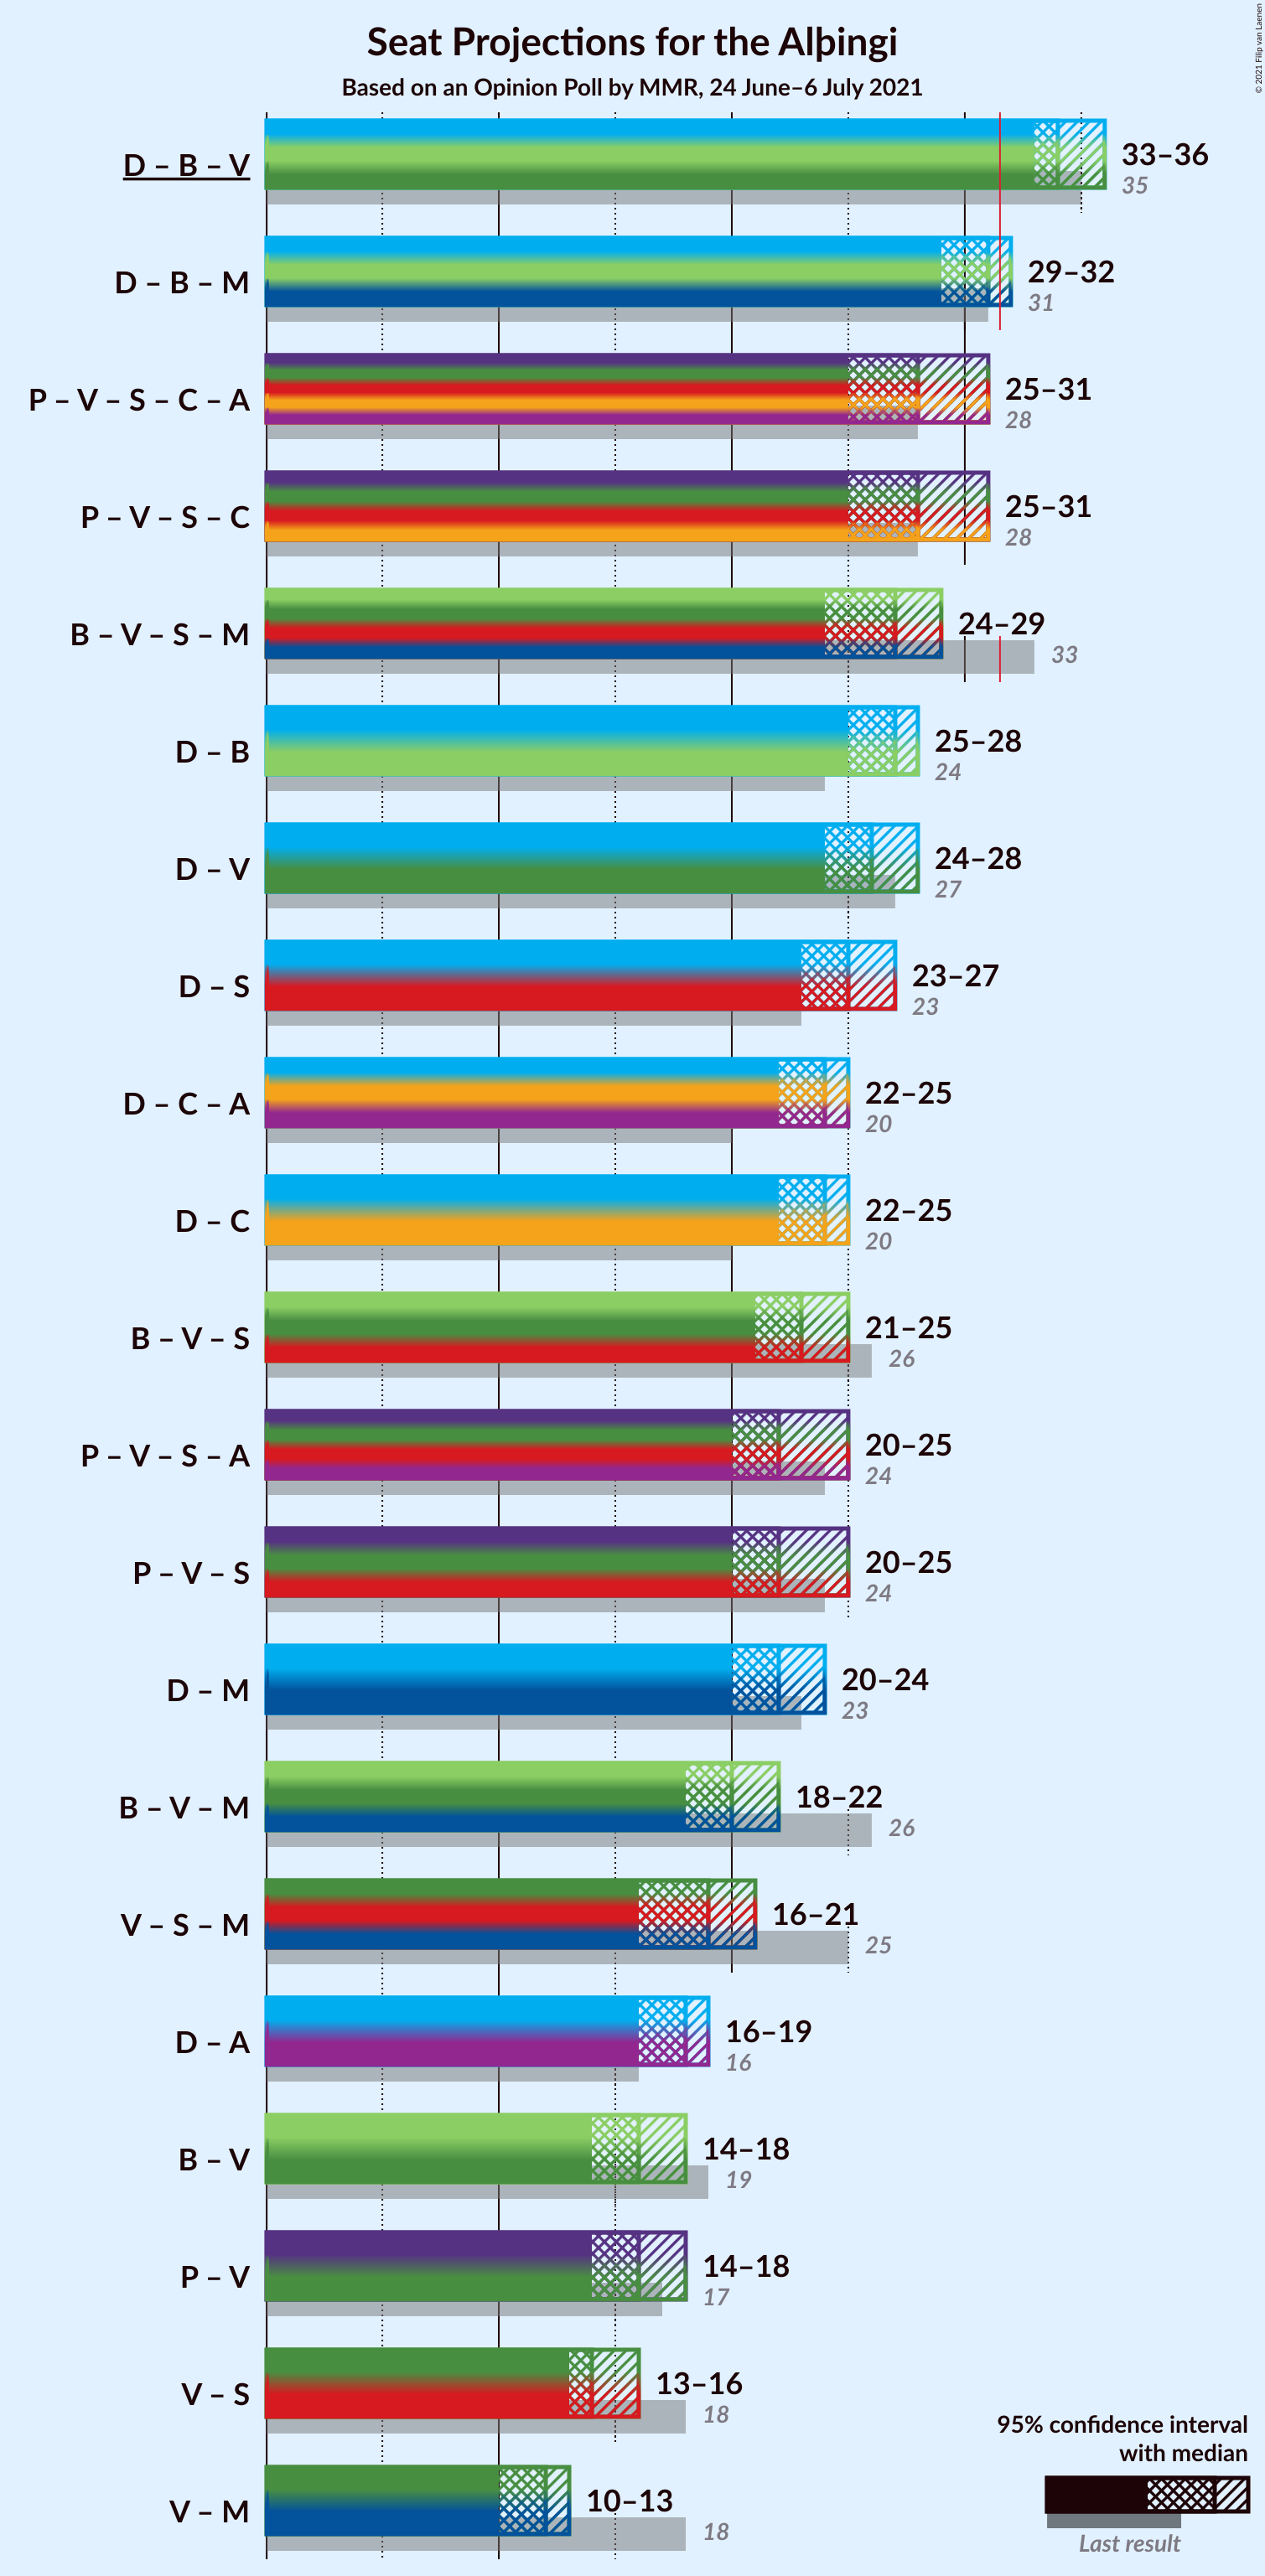 Seat Projections for the Alþingi
Based on an Opinion Poll by MMR, 24 June–6 July 2021
© 2021 Filip van Laenen
D – B – V
33–36
35
D – B – M
29–32
31
P – V – S – C – A
25–31
28
P – V – S – C
25–31
28
B – V – S – M
24–29
33
D – B
25–28
24
D – V
24–28
27
D – S
23–27
23
D – C – A
22–25
20
D – C
22–25
20
B – V – S
21–25
26
P – V – S – A
20–25
24
P – V – S
20–25
24
D – M
20–24
23
B – V – M
18–22
26
V – S – M
16–21
25
D – A
16–19
16
B – V
14–18
19
P – V
14–18
17
V – S
13–16
18
V – M
10–13
18
95% confidence interval
with median
Last result